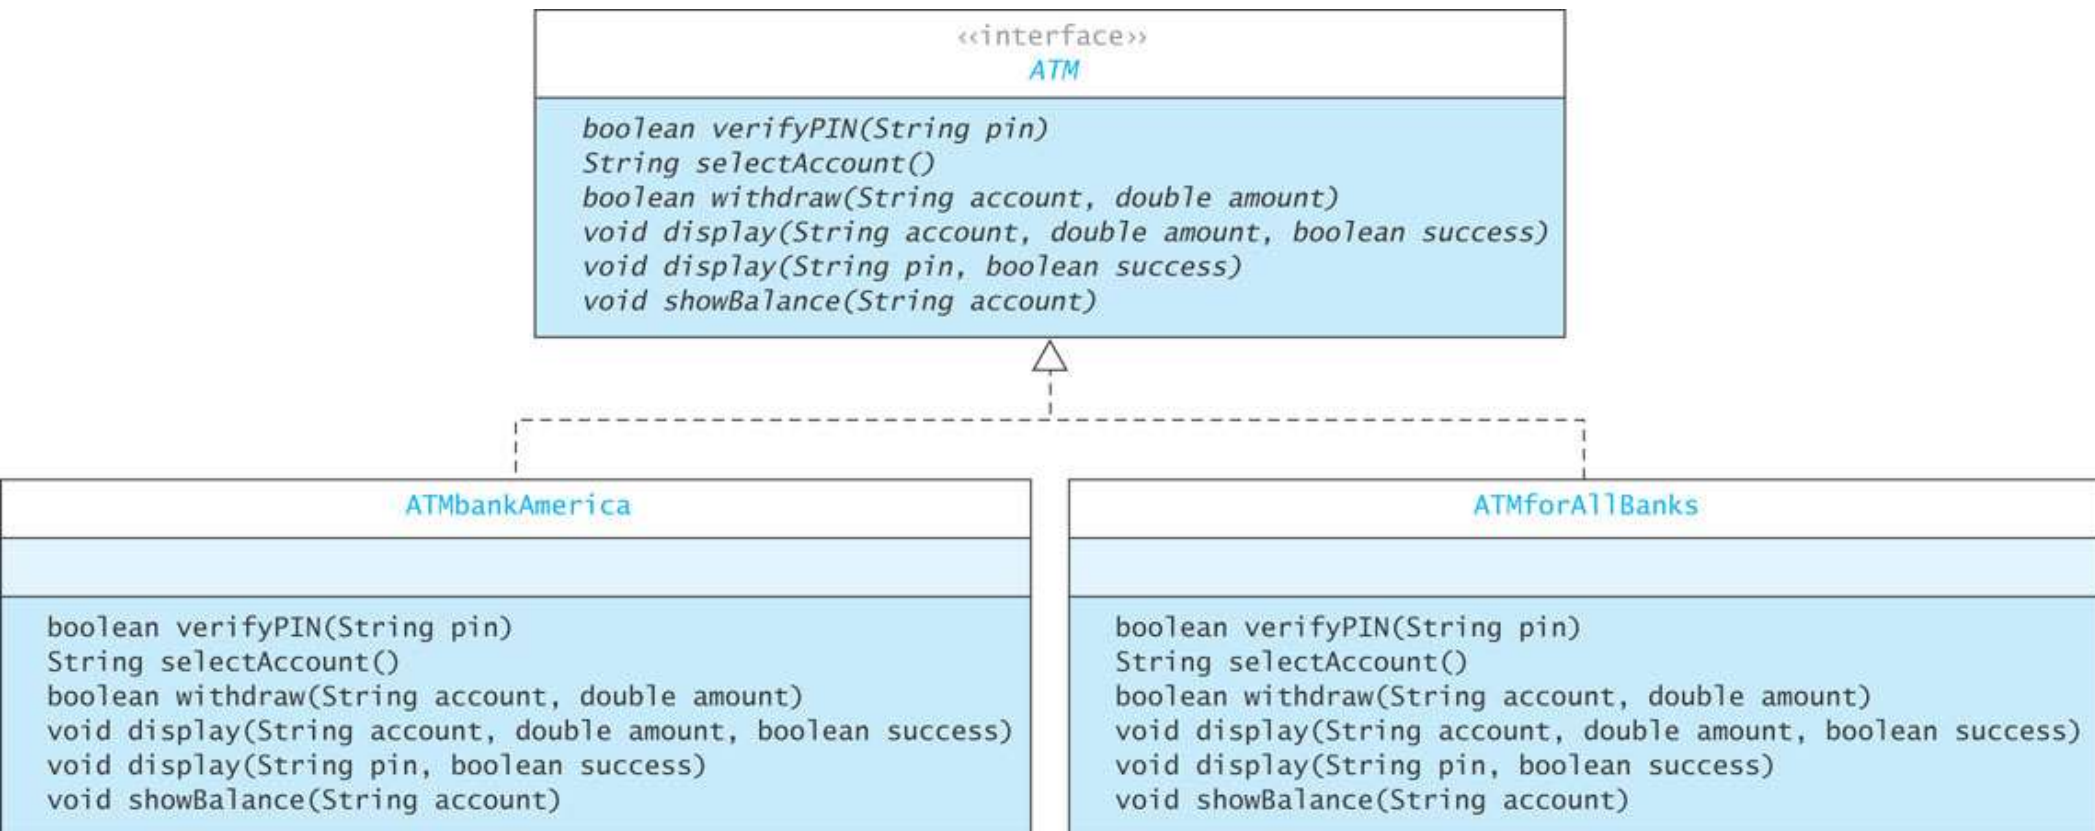 ‹‹interface››
ATM
boolean verifyPIN(String pin)
String selectAccount()
boolean withdraw(String account, double amount)
void display(String account, double amount, boolean success)
void display(String pin, boolean success)
void showBalance(String account)
ATMbankAmerica
boolean verifyPIN(String pin)
String selectAccount()
boolean withdraw(String account, double amount)
void display(String account, double amount, boolean success)
void display(String pin, boolean success)
void showBalance(String account)
ATMforAllBanks
boolean verifyPIN(String pin)
String selectAccount()
boolean withdraw(String account, double amount)
void display(String account, double amount, boolean success)
void display(String pin, boolean success)
void showBalance(String account)